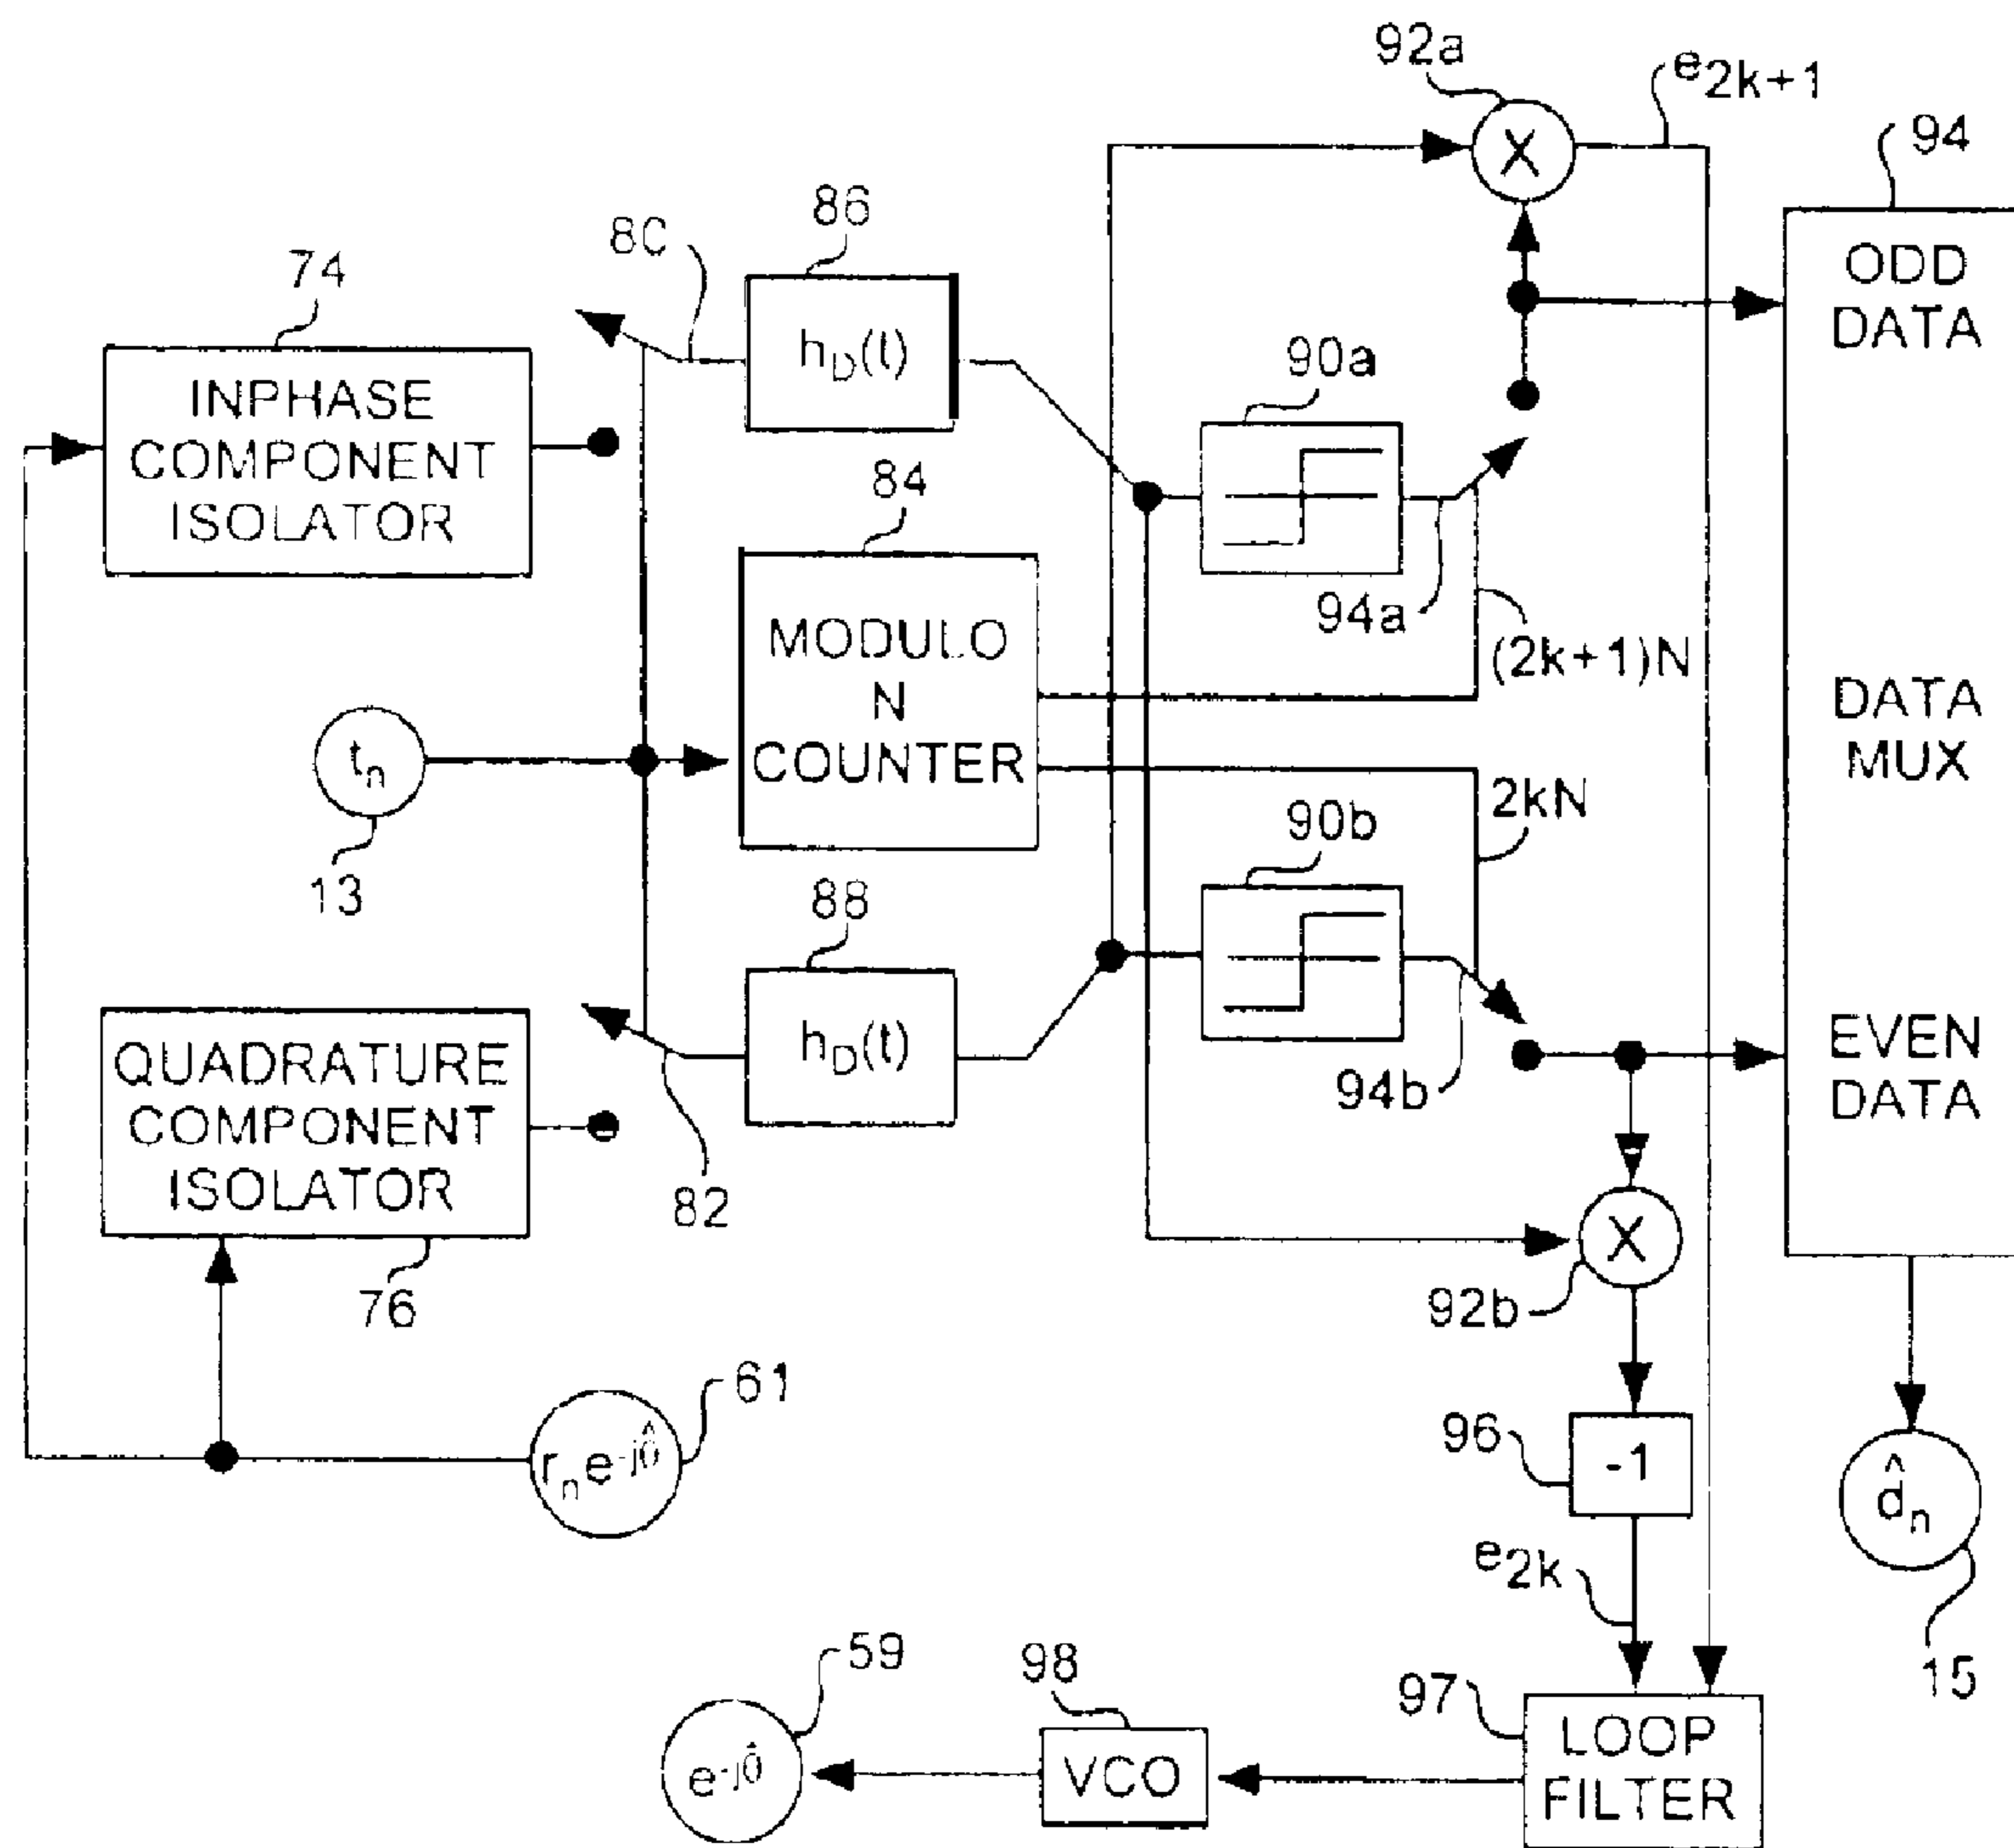 92a
e2k+1
94
ODD
DATA
86
80
74
hD(t)
90a
INPHASE
COMPONENT
ISOLATOR
84
94a
(2k+1)N
MODULO
N
COUNTER
DATA
MUX
tn
2kN
90b
13
88
QUADRATURE
COMPONENT
ISOLATOR
hD(t)
94b
EVEN
DATA
82
X
X
76
92b
61
rne-jθ̂
96
-1
d̂n
e2k
59
98
97
15
e-jθ̂
VCO
LOOP
FILTER